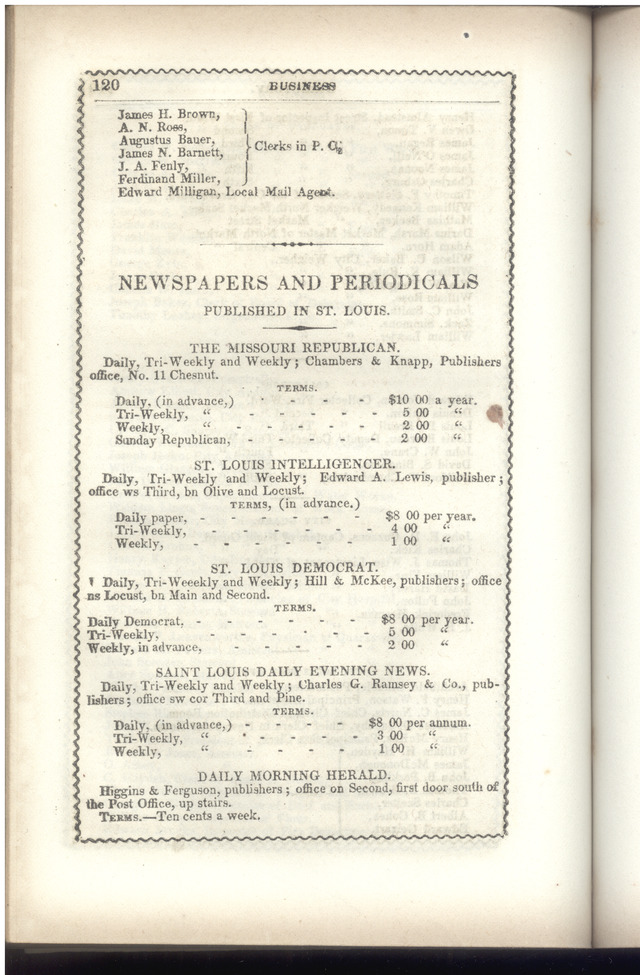 120 BUSINESS
James H. Brown,
A. N. Ross,
Augustus Bauer,
James N. Barnett,
J. A. Fenly,
Ferdinand Miller,
Clerks in P. O.
Edward Milligan, Local Mail Agent.
NEWSPAPERS AND PERIODICALS
PUBLISHED IN ST. LOUIS.
THE MISSOURI REPUBLICAN.
Daily, Tri-Weekly and Weekly; Chambers & Knapp, Publishers
office, No. 11 Chesnut.
TERMS.
Daily, (in advance,) - - - - $10 00 a year.
Tri-Weekly, " - - - - - 5 00 "
Weekly, " - - - - - 2 00 "
Sunday Republican, - - - - - 2 00 "
ST. LOUIS INTELLIGENCER.
Daily, Tri-Weekly and Weekly; Edward A. Lewis, publisher;
office ws Third, bn Olive and Locust.
TERMS, (in advance.)
Daily paper, - - - - - - $8 00 per year.
Tri-Weekly, - - - - - - 4 00 "
Weekly, - - - - - - 1 00 "
ST. LOUIS DEMOCRAT.
Daily, Tri-Weeekly and Weekly; Hill & McKee, publishers; office
ns Locust, bn Main and Second.
TERMS.
Daily Democrat, - - - - - - $8 00 per year.
Tri-Weekly, - - - - - - 5 00 "
Weekly, in advance, - - - - - 2 00 "
SAINT LOUIS DAILY EVENING NEWS.
Daily, Tri-Weekly and Weekly; Charles G. Ramsey & Co., pub-
lishers; office sw cor Third and Pine.
TERMS.
Daily, (in advance,) - - - - $8 00 per annum.
Tri-Weekly, " - - - - - 3 00 "
Weekly, " - - - - 1 00 "
DAILY MORNING HERALD.
Higgins & Ferguson, publishers; office on Second, first door south of
the Post Office, up stairs.
TERMS.—Ten cents a week.